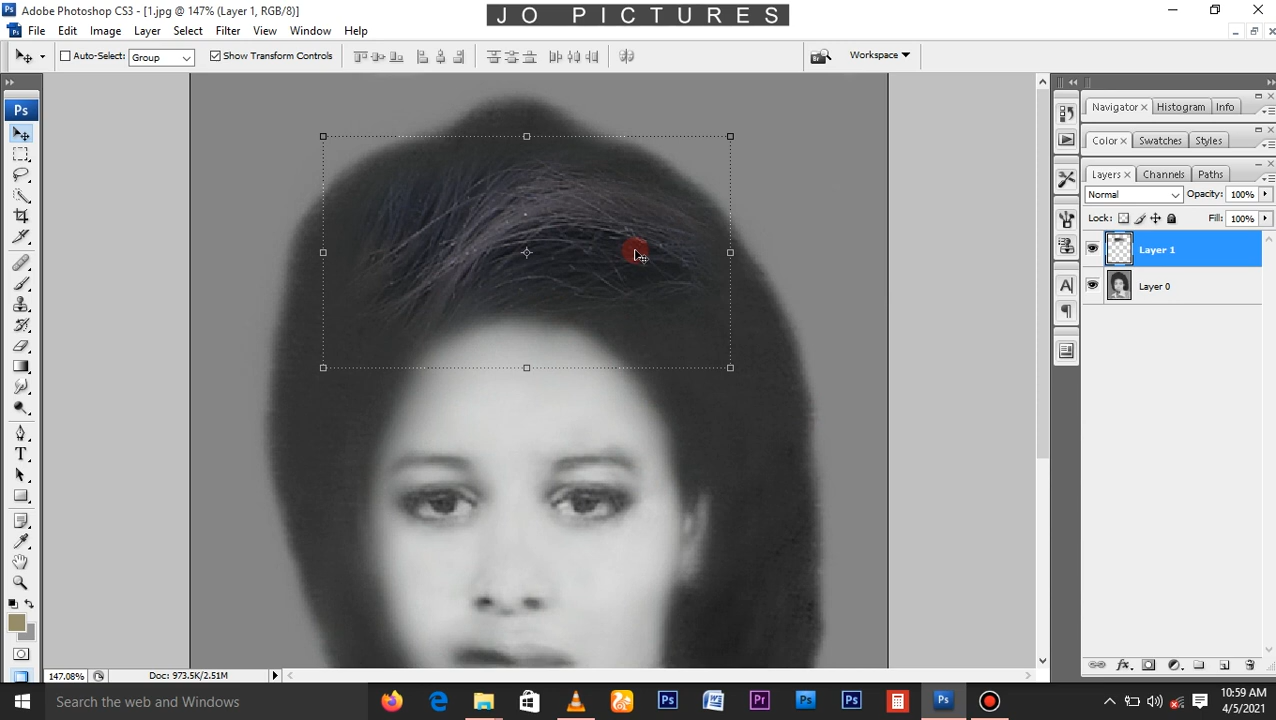 Adobe Photoshop CS3 - [1.jpg @ 147% (Layer 1, RGB/8)]
JO PICTURES
File Edit Image Layer Select Filter View Window Help
Auto-Select: Group Show Transform Controls Workspace
Ps
Navigator Histogram Info
Color Swatches Styles
Layers Channels Paths
Normal Opacity: 100%
Lock: Fill: 100%
Layer 1
Layer 0
147.08% Doc: 973.5K/2.51M
Search the web and Windows
10:59 AM
4/5/2021